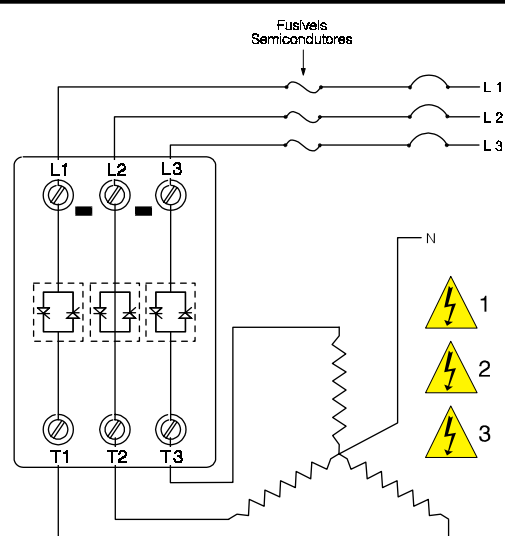 Fusíveis
Semicondutores
L 1
L 2
L 3
L1 L2 L3
N
1
2
3
T1 T2 T3